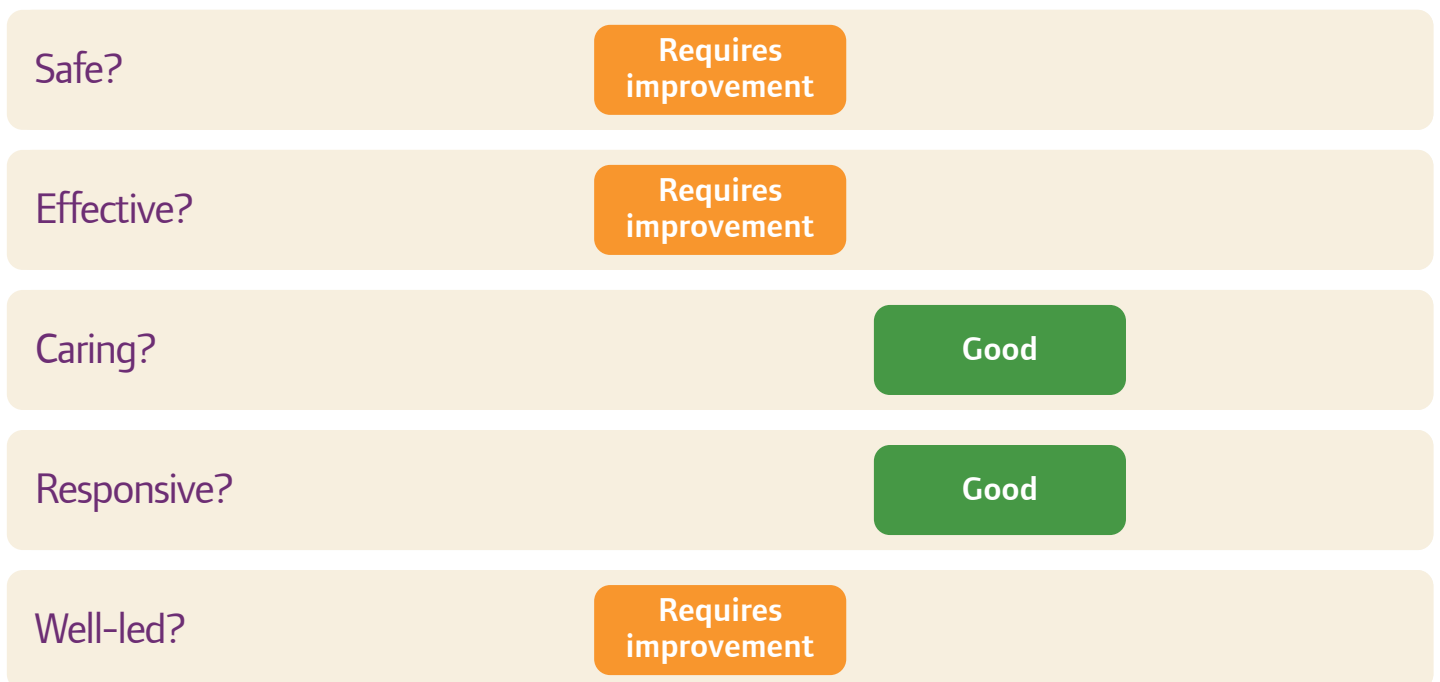 Safe?
Requires
improvement
Effective?
Requires
improvement
Caring?
Good
Responsive?
Good
Well-led?
Requires
improvement